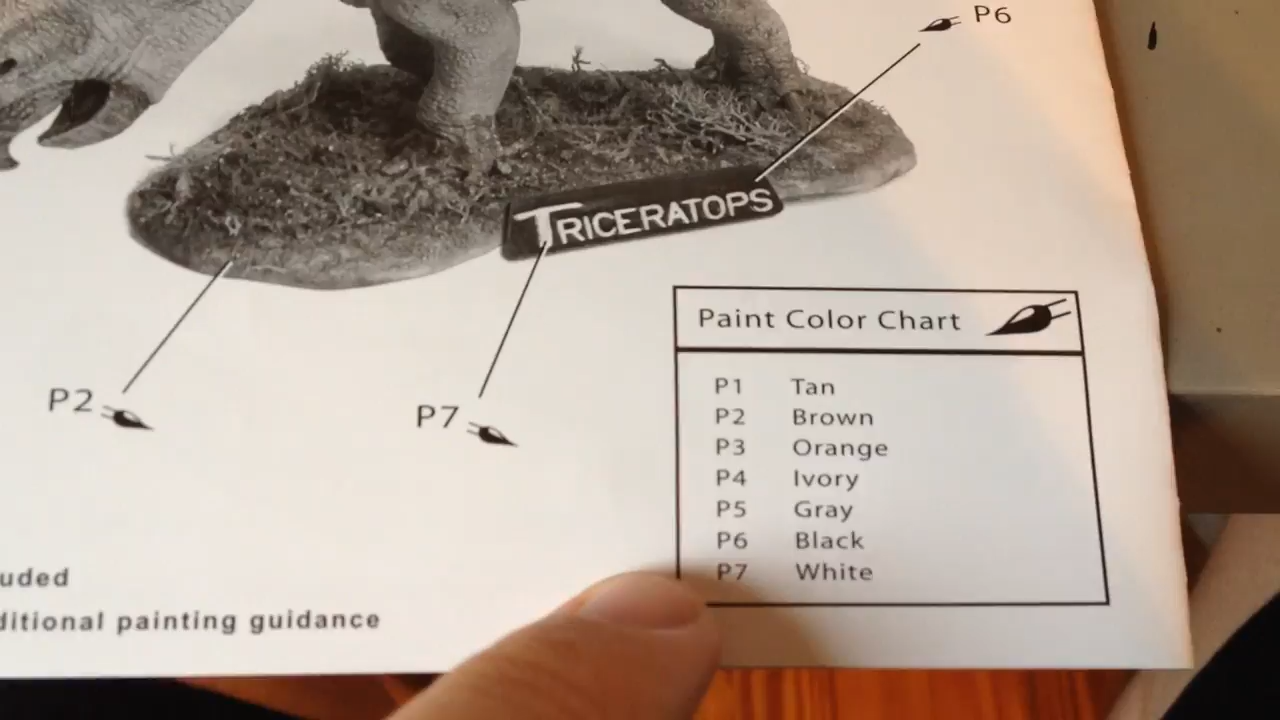 P6
TRICERATOPS
P2
P7
Paint Color Chart
P1 Tan
P2 Brown
P3 Orange
P4 Ivory
P5 Gray
P6 Black
P7 White
uded
ditional painting guidance